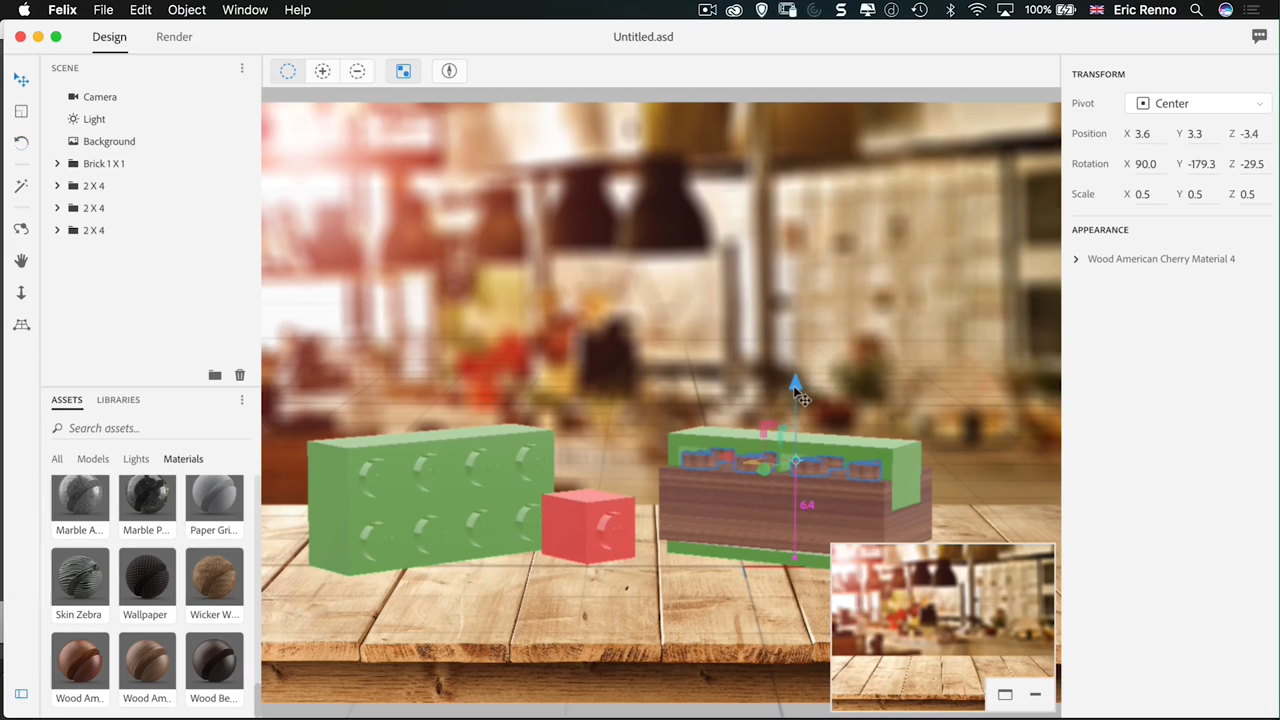 Felix File Edit Object Window Help 100% Eric Renno
Design Render Untitled.asd
SCENE
Camera
Light
Background
Brick 1 X 1
2 X 4
2 X 4
2 X 4
ASSETS LIBRARIES
Search assets...
All Models Lights Materials
Marble A... Marble P... Paper Gri...
Skin Zebra Wallpaper Wicker W...
Wood Am... Wood Am... Wood Be...
6.4
TRANSFORM
Pivot Center
Position X 3.6 Y 3.3 Z -3.4
Rotation X 90.0 Y -179.3 Z -29.5
Scale X 0.5 Y 0.5 Z 0.5
APPEARANCE
Wood American Cherry Material 4